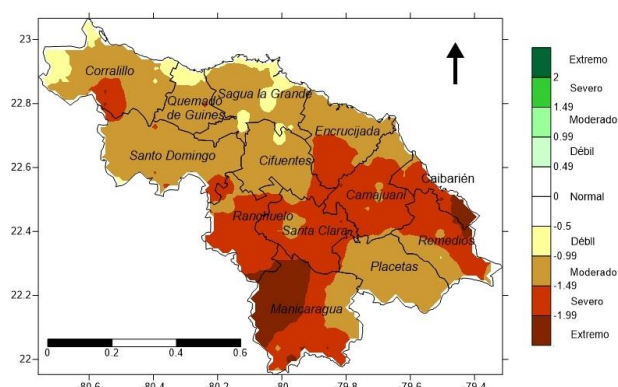 23
22.8
22.6
22.4
22.2
22
Corralillo
Quemado
de Guines
Sagua la Grande
Encrucijada
Santo Domingo
Cifuentes
Caibarién
Camajuani
Ranchuelo
Santa Clara
Remedios
Placetas
Manicaragua
0 0.2 0.4 0.6
80.6 80.4 80.2 80 79.8 79.6 79.4
Extremo
2
Severo
1.49
Moderado
0.99
Débil
0.49
Normal
-0.5
Débil
-0.99
Moderado
-1.49
Severo
-1.99
Extremo